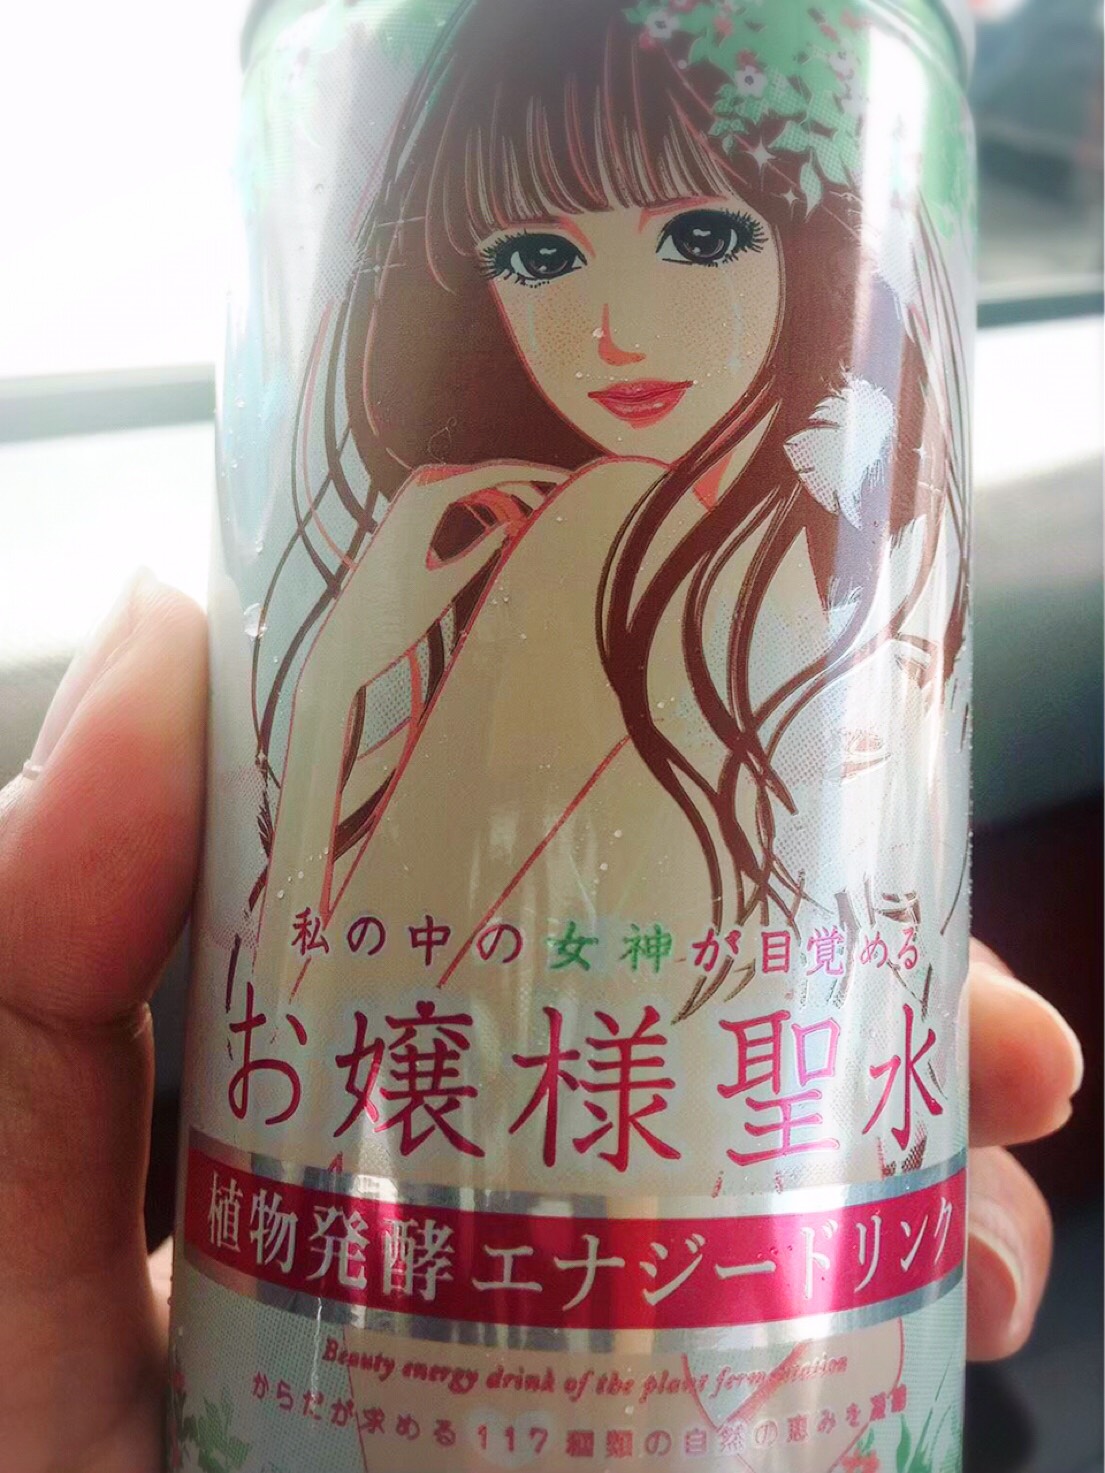 私の中の女神が目覚める
お嬢様聖水
植物発酵エナジードリンク
Beauty energy drink of the plant fermentation
からだが求める117種類の自然の恵みを凝縮